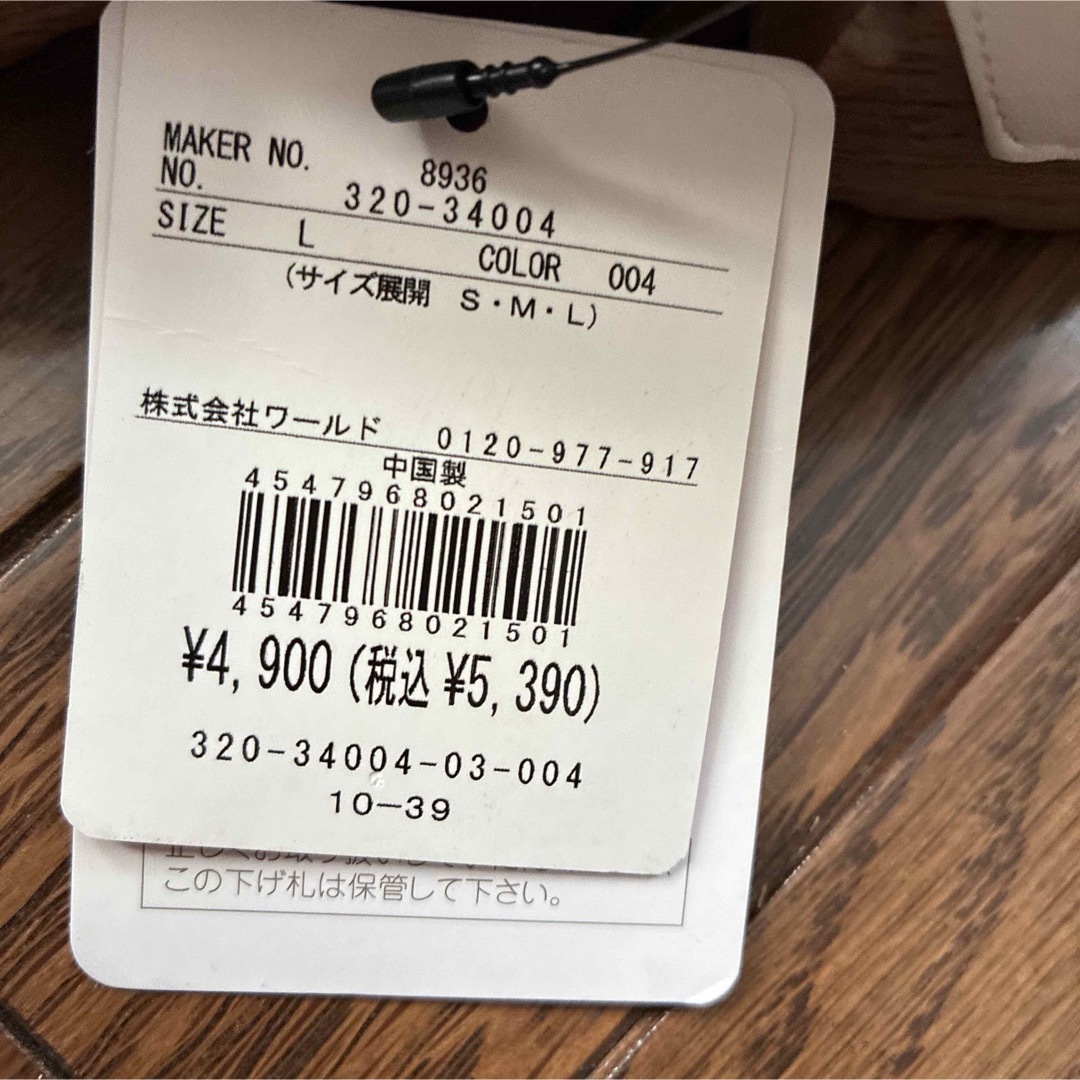 MAKER NO. 8936
NO. 320-34004
SIZE L COLOR 004
(サイズ展開 S・M・L)
株式会社ワールド 0120-977-917
中国製
4547968021501
4547968021501
¥4,900(税込¥5,390)
320-34004-03-004
10-39
この下げ札は保管して下さい。